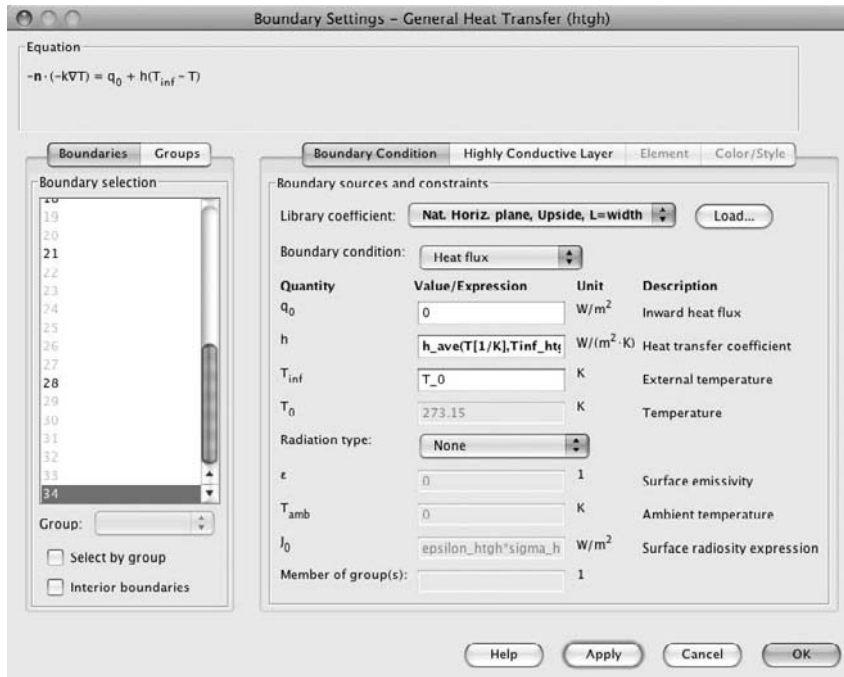 Boundary Settings – General Heat Transfer (htgh)
Equation
-n·(-k∇T) = q0 + h(Tinf - T)
Boundaries Groups
Boundary Condition Highly Conductive Layer Element Color/Style
Boundary selection
19
20
21
22
23
24
25
26
27
28
29
30
31
32
33
34
Group:
Select by group
Interior boundaries
Boundary sources and constraints
Library coefficient: Nat. Horiz. plane, Upside, L=width Load...
Boundary condition: Heat flux
Quantity Value/Expression Unit Description
q0 0 W/m2 Inward heat flux
h h_ave(T[1/K],Tinf_htg W/(m2·K) Heat transfer coefficient
Tinf T_0 K External temperature
T0 273.15 K Temperature
Radiation type: None
ε 0 1 Surface emissivity
Tamb 0 K Ambient temperature
J0 epsilon_htgh*sigma_h W/m2 Surface radiosity expression
Member of group(s): 1
Help Apply Cancel OK